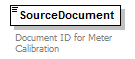 SourceDocument
Document ID for Meter
Calibration